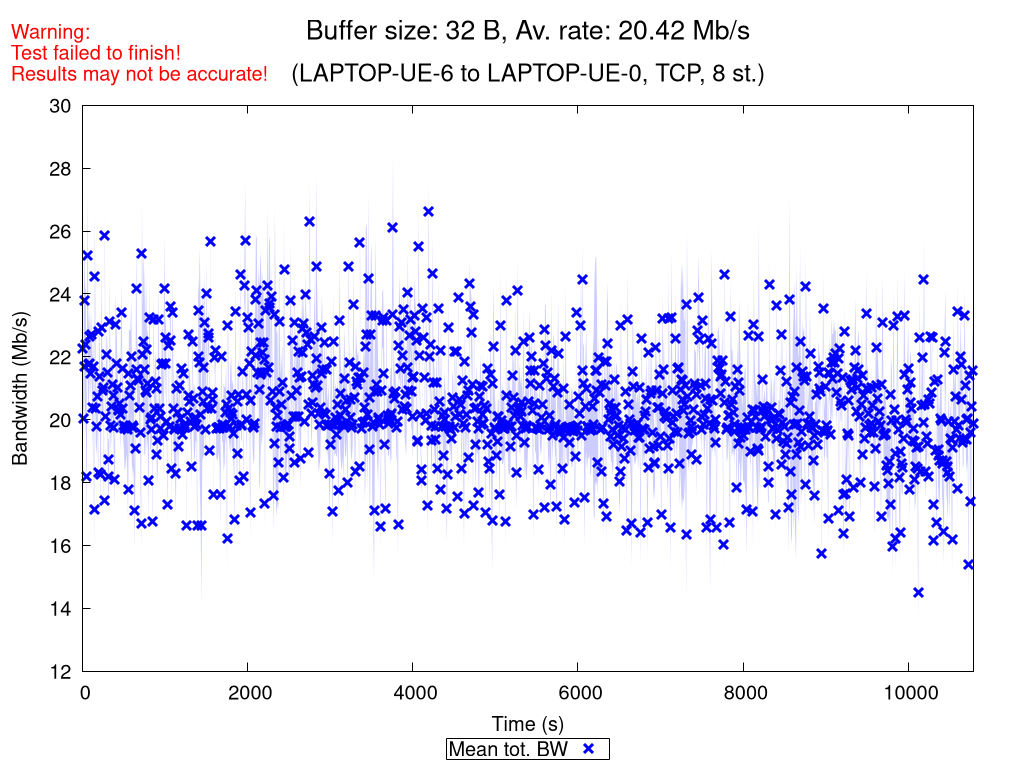 Warning:
Test failed to finish!
Results may not be accurate!
Buffer size: 32 B, Av. rate: 20.42 Mb/s
(LAPTOP-UE-6 to LAPTOP-UE-0, TCP, 8 st.)
30
28
26
24
22
20
18
16
14
12
Bandwidth (Mb/s)
0 2000 4000 6000 8000 10000
Time (s)
Mean tot. BW